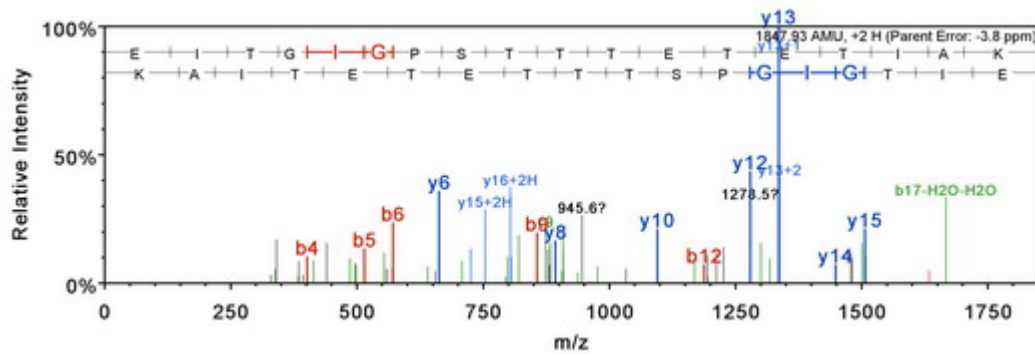 y13
100%
1847.93 AMU, +2 H (Parent Error: -3.8 ppm)
y13+1
E I T G I G P S T T T E T E T I A K
K A I T E T E T T T S P G I G T I E
Relative Intensity
50%
y12
y13+2
y6
y16+2H
1278.5?
b17-H2O-H2O
y15+2H
945.6?
b6
b9
y8
y10
y15
b5
b4
b12
y14
0%
0 250 500 750 1000 1250 1500 1750
m/z